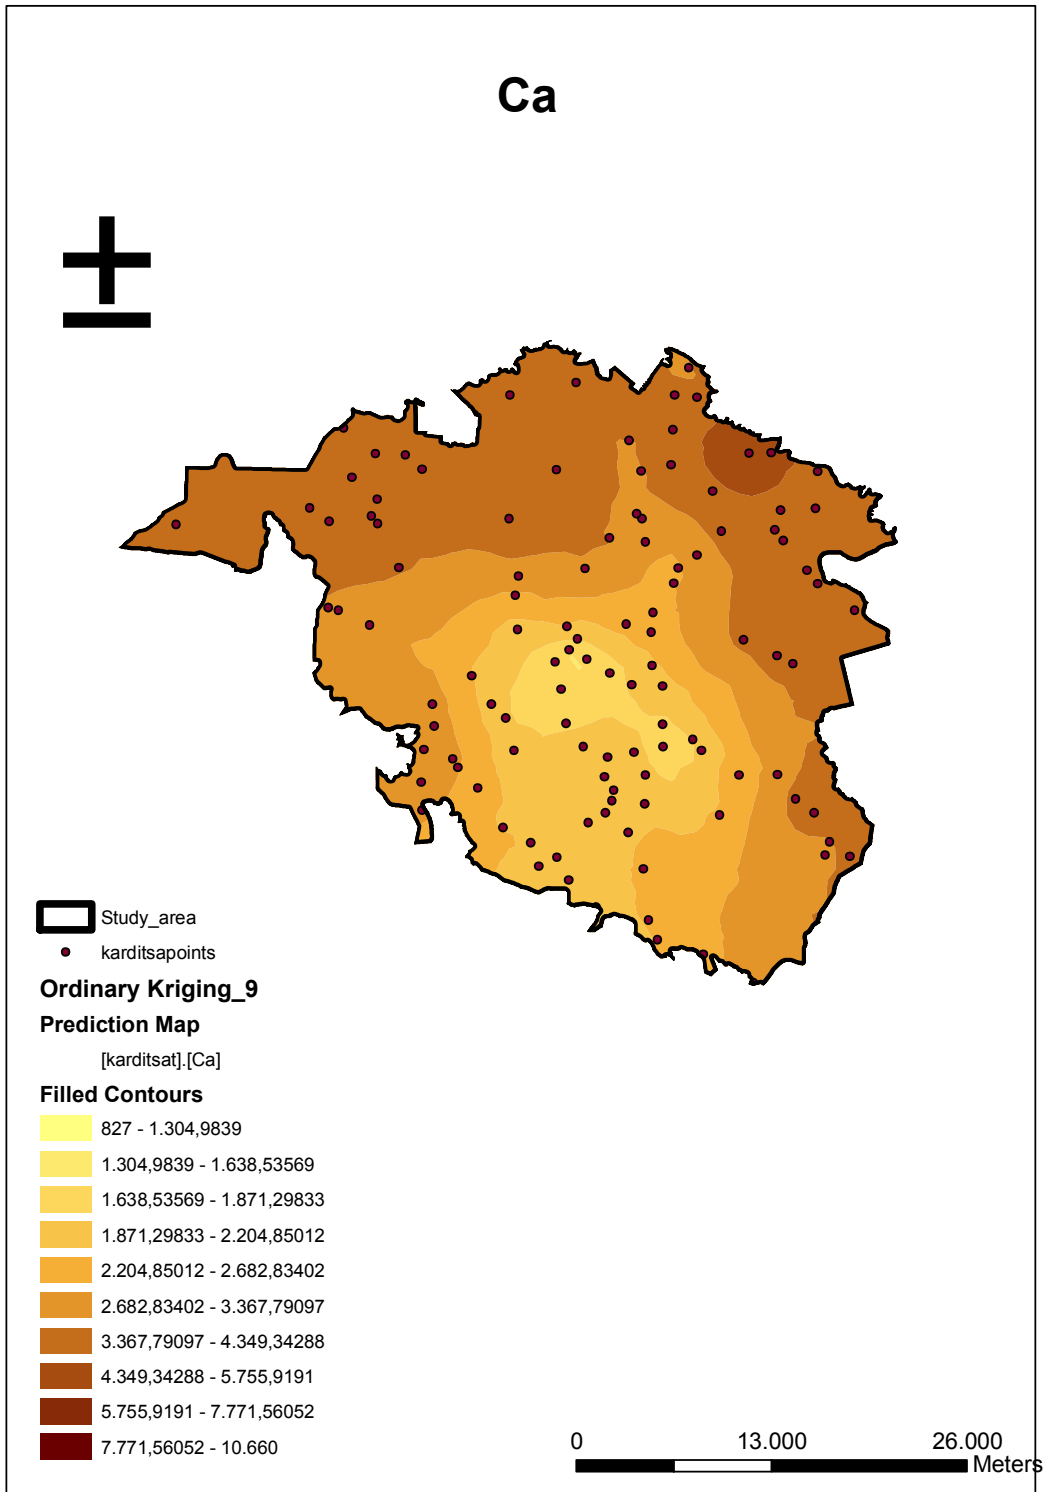 Ca
Study_area
karditsapoints
Ordinary Kriging_9
Prediction Map
[karditsat].[Ca]
Filled Contours
827 - 1.304,9839
1.304,9839 - 1.638,53569
1.638,53569 - 1.871,29833
1.871,29833 - 2.204,85012
2.204,85012 - 2.682,83402
2.682,83402 - 3.367,79097
3.367,79097 - 4.349,34288
4.349,34288 - 5.755,9191
5.755,9191 - 7.771,56052
7.771,56052 - 10.660
0 13.000 26.000
Meters